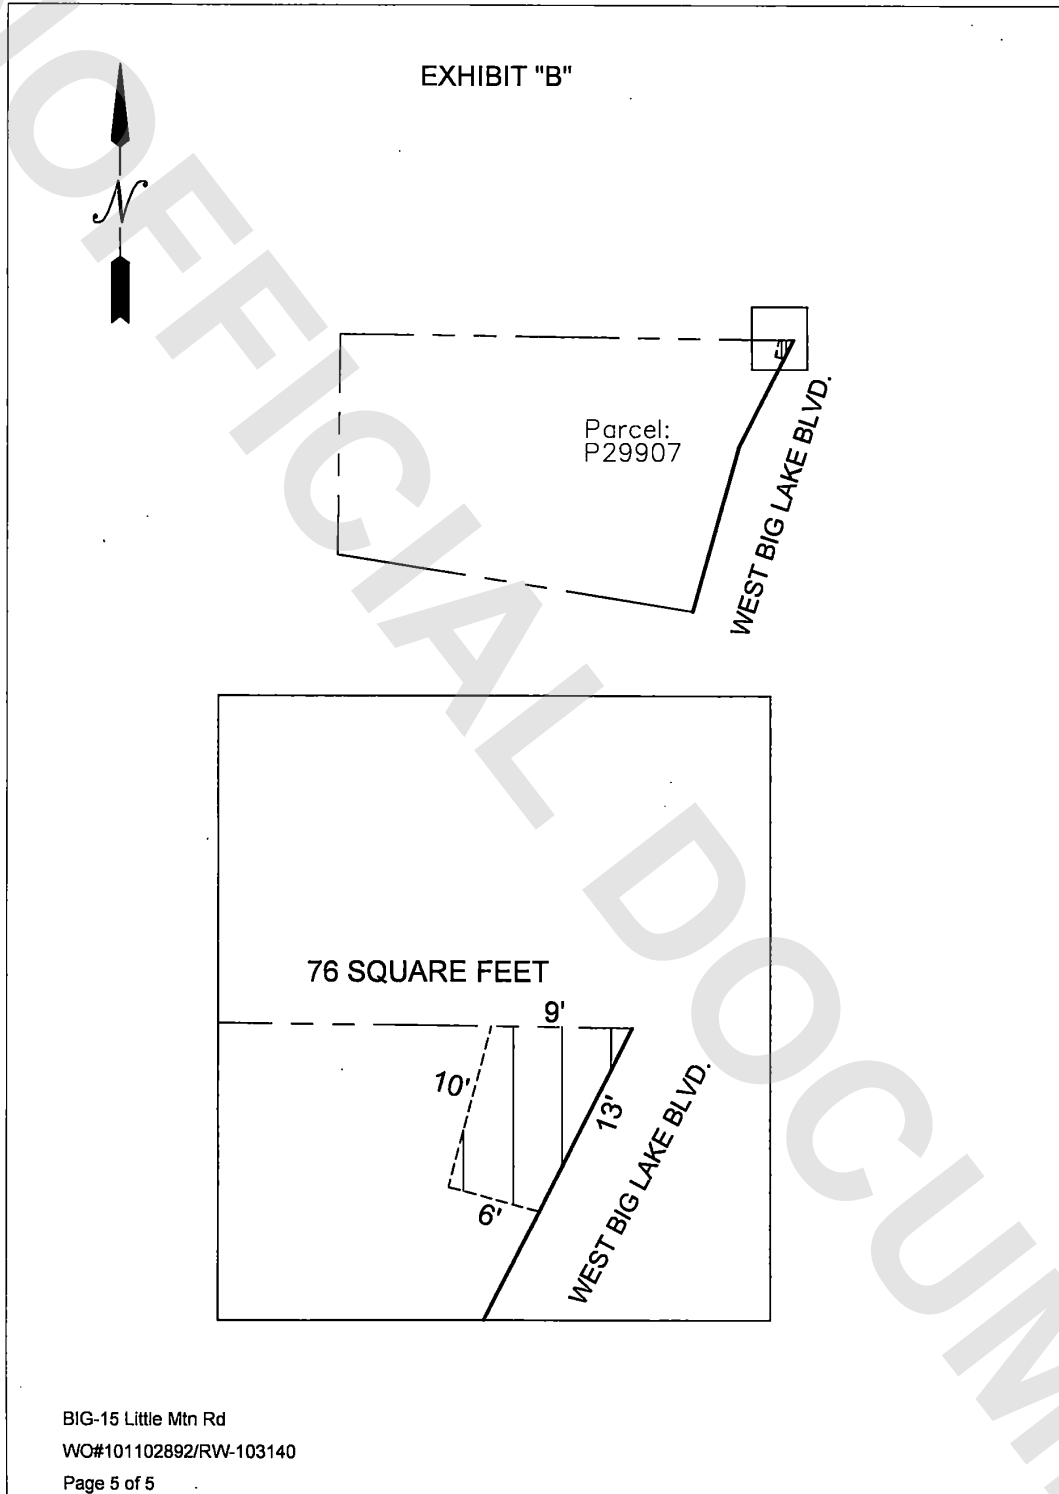 EXHIBIT "B"
N
Parcel:
P29907
WEST BIG LAKE BLVD.
76 SQUARE FEET
9'
10'
13'
6'
WEST BIG LAKE BLVD.
BIG-15 Little Mtn Rd
WO#101102892/RW-103140
Page 5 of 5
OFFICIAL DOCUM